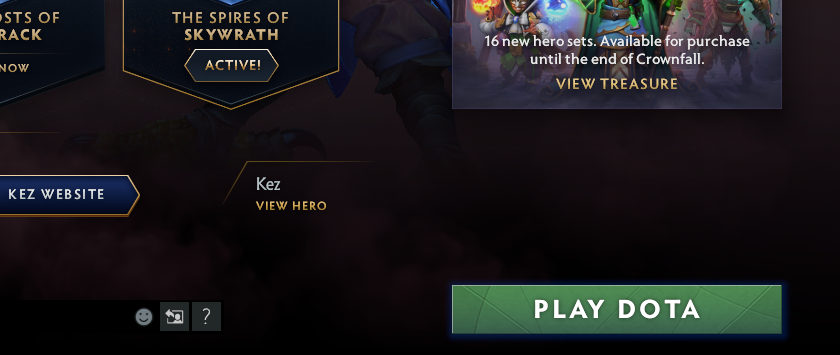 OSTS OF
RACK
NOW
THE SPIRES OF
SKYWRATH
ACTIVE!
16 new hero sets. Available for purchase
until the end of Crownfall.
VIEW TREASURE
KEZ WEBSITE
Kez
VIEW HERO
?
PLAY DOTA